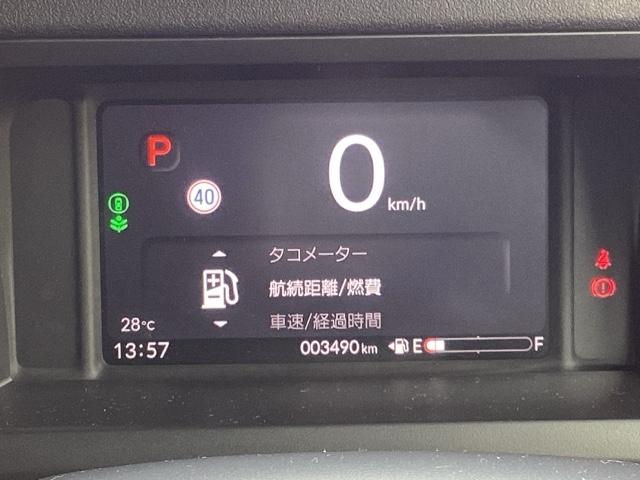 P
40
0 km/h
タコメーター
航続距離/燃費
車速/経過時間
28°C
13:57
003490 km
E F